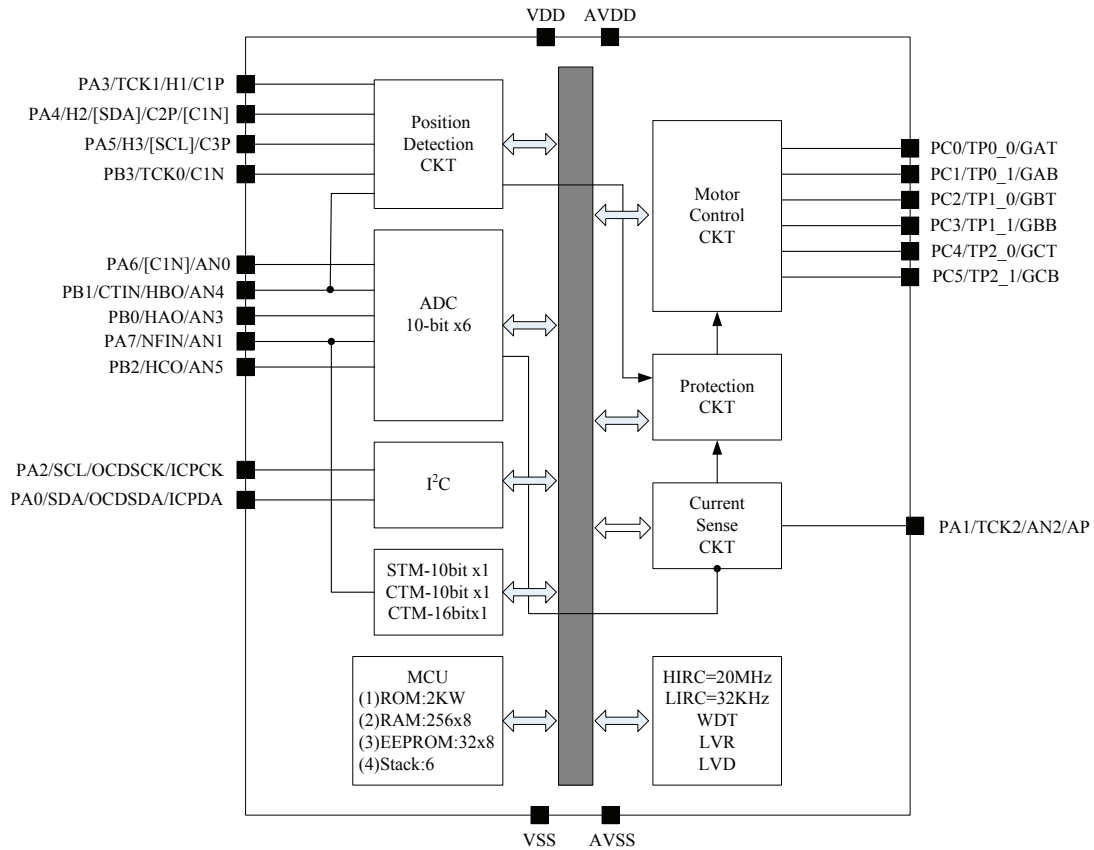 VDD AVDD
PA3/TCK1/H1/C1P
PA4/H2/[SDA]/C2P/[C1N]
PA5/H3/[SCL]/C3P
PB3/TCK0/C1N
Position
Detection
CKT
PA6/[C1N]/AN0
PB1/CTIN/HBO/AN4
PB0/HAO/AN3
PA7/NFIN/AN1
PB2/HCO/AN5
ADC
10-bit x6
PA2/SCL/OCDSCK/ICPCK
PA0/SDA/OCDSDA/ICPDA
I²C
STM-10bit x1
CTM-10bit x1
CTM-16bitx1
MCU
(1)ROM:2KW
(2)RAM:256x8
(3)EEPROM:32x8
(4)Stack:6
Motor
Control
CKT
PC0/TP0_0/GAT
PC1/TP0_1/GAB
PC2/TP1_0/GBT
PC3/TP1_1/GBB
PC4/TP2_0/GCT
PC5/TP2_1/GCB
Protection
CKT
Current
Sense
CKT
PA1/TCK2/AN2/AP
HIRC=20MHz
LIRC=32KHz
WDT
LVR
LVD
VSS AVSS